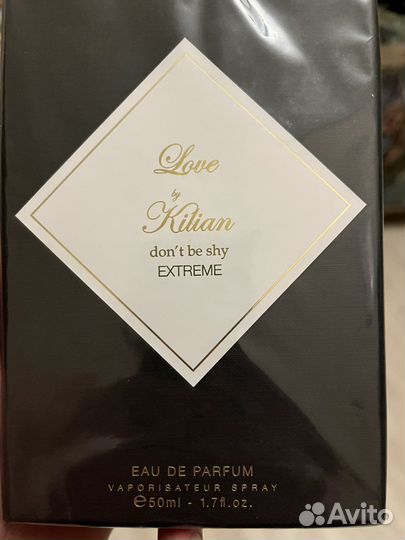 Love
by
Kilian
don't be shy
EXTREME
EAU DE PARFUM
VAPORISATEUR SPRAY
℮50ml - 1.7fl.oz.
Avito